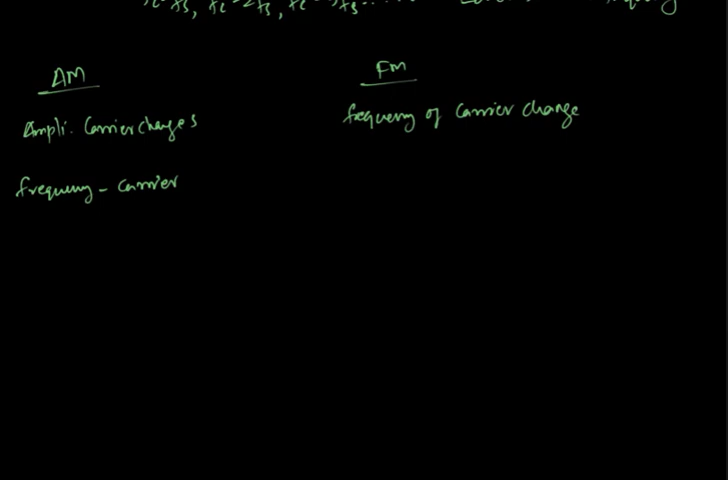 AM
FM
Ampli. Carrier changes
frequency of carrier change
frequency - carrier